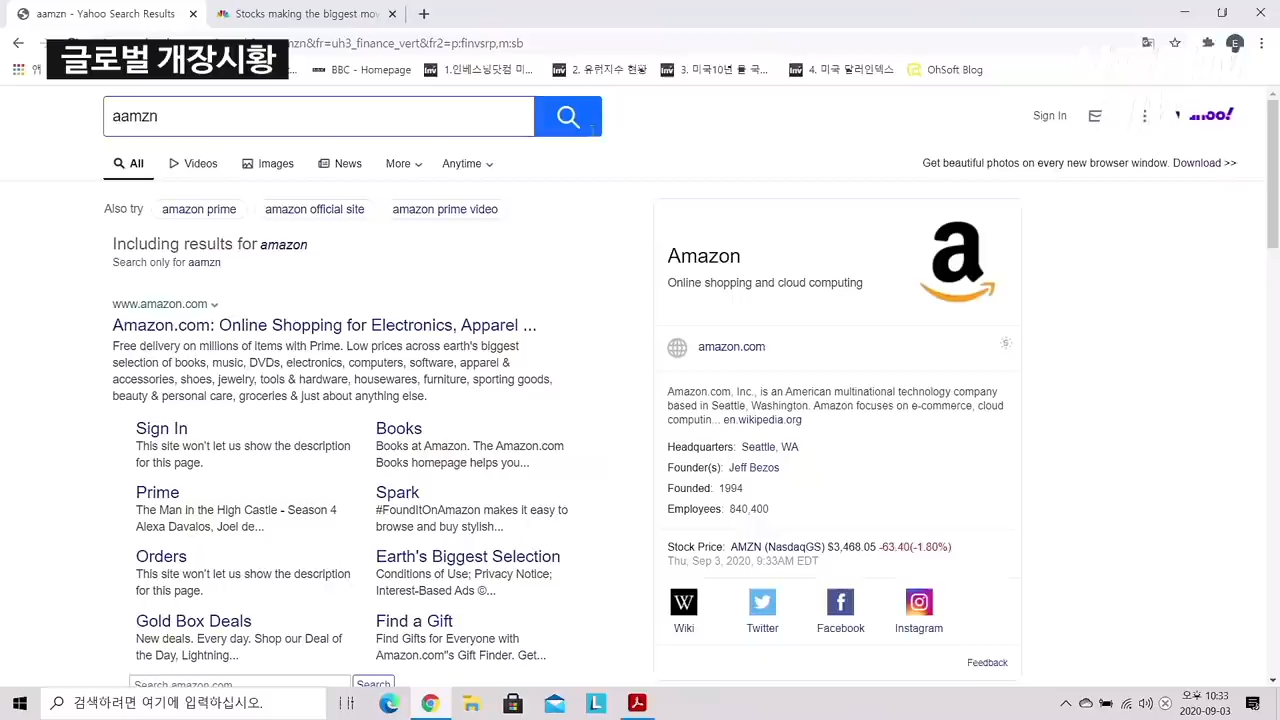 aamzn - Yahoo Search Results
Stocks making the biggest mov
글로벌 개장시황
mzn&fr=uh3_finance_vert&fr2=p:finvsrp,m:sb
E
BBC - Homepage
1.인베스팅닷컴 미...
2. 유럽지수 현황
3. 미국10년 물 국...
4. 미국 달러인덱스
OhSoft Blog
aamzn
Sign In
All
Videos
Images
News
More
Anytime
Get beautiful photos on every new browser window. Download >>
Also try
amazon prime
amazon official site
amazon prime video
Including results for amazon
Search only for aamzn
www.amazon.com
Amazon.com: Online Shopping for Electronics, Apparel ...
Free delivery on millions of items with Prime. Low prices across earth's biggest
selection of books, music, DVDs, electronics, computers, software, apparel &
accessories, shoes, jewelry, tools & hardware, housewares, furniture, sporting goods,
beauty & personal care, groceries & just about anything else.
Sign In
This site won't let us show the description
for this page.
Books
Books at Amazon. The Amazon.com
Books homepage helps you...
Prime
The Man in the High Castle - Season 4
Alexa Davalos, Joel de...
Spark
#FoundItOnAmazon makes it easy to
browse and buy stylish...
Orders
This site won't let us show the description
for this page.
Earth's Biggest Selection
Conditions of Use; Privacy Notice;
Interest-Based Ads ©...
Gold Box Deals
New deals. Every day. Shop our Deal of
the Day, Lightning...
Find a Gift
Find Gifts for Everyone with
Amazon.com"s Gift Finder. Get...
Search amazon.com
Search
Amazon
Online shopping and cloud computing
a
amazon.com
Amazon.com, Inc., is an American multinational technology company
based in Seattle, Washington. Amazon focuses on e-commerce, cloud
computin... en.wikipedia.org
Headquarters: Seattle, WA
Founder(s): Jeff Bezos
Founded: 1994
Employees: 840,400
Stock Price: AMZN (NasdaqGS) $3,468.05 -63.40(-1.80%)
Thu, Sep 3, 2020, 9:33AM EDT
W
Wiki
Twitter
Facebook
Instagram
Feedback
검색하려면 여기에 입력하십시오.
오후 10:33
2020-09-03